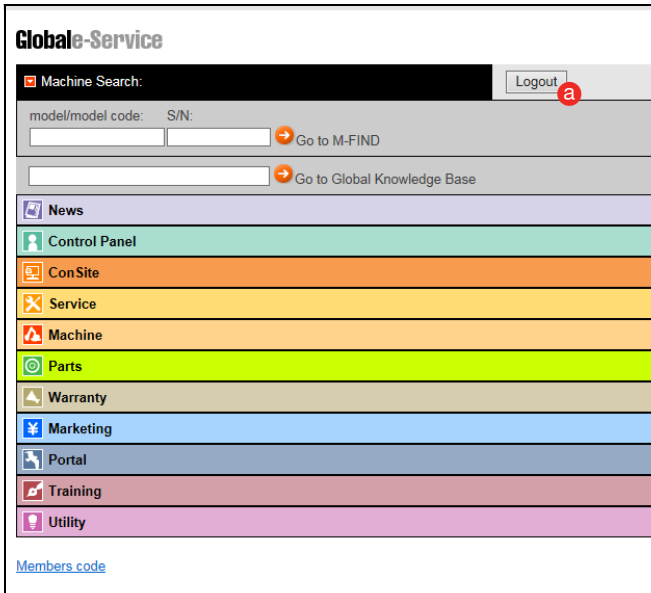 Globale-Service
Machine Search:
Logout
a
model/model code:
S/N:
Go to M-FIND
Go to Global Knowledge Base
News
Control Panel
ConSite
Service
Machine
Parts
Warranty
Marketing
Portal
Training
Utility
Members code